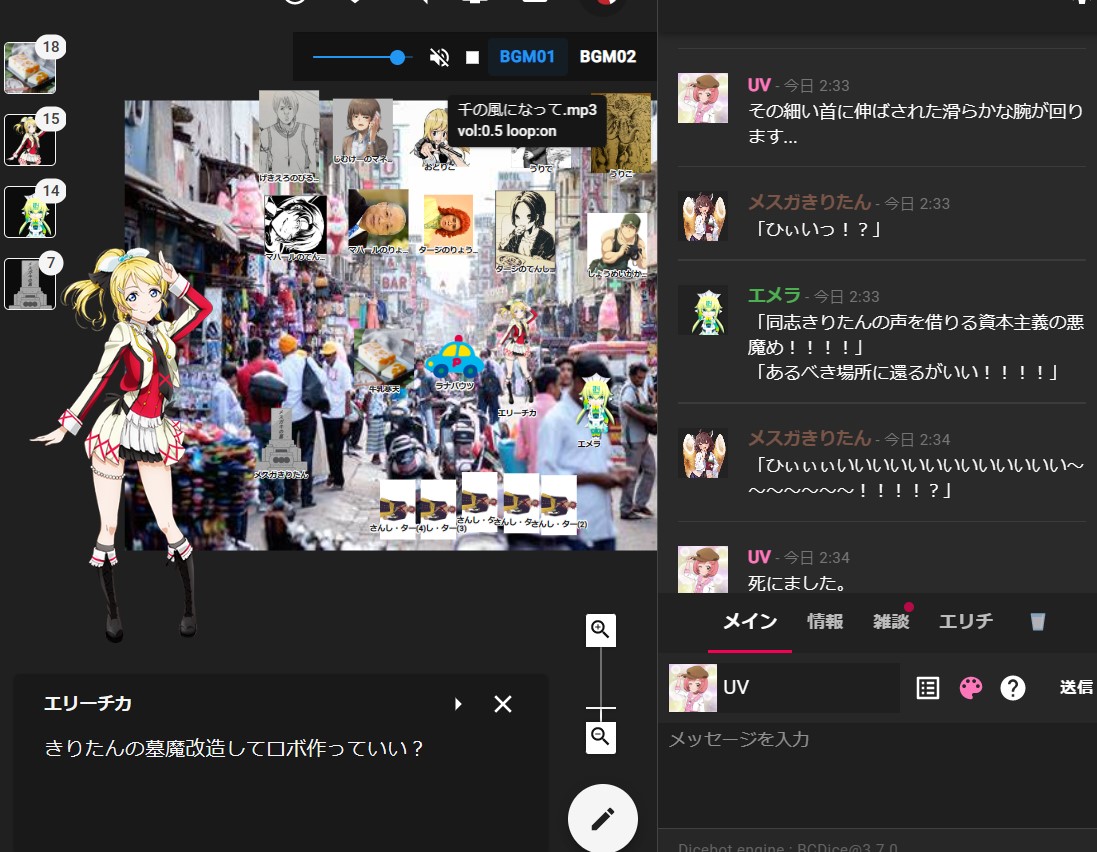 18
15
14
7
BGM01
BGM02
千の風になって.mp3
vol:0.5 loop:on
げきえろのびる…
しむけーのマネ…
おとりこ
うりて
うりこ
マハールのてん…
マハールのりょ…
タージのりょう…
タージのてんし…
しょうめいがか…
BAR
牛乳寒天
ラナバウツ
エリーチカ
エメラ
メスガキりたん
さんし・ター(4)
し・ター(3)
さんし・タ
さんし・ター(2)
エリーチカ
きりたんの墓魔改造してロボ作っていい？
UV - 今日 2:33
その細い首に伸ばされた滑らかな腕が回り
ます…
メスガきりたん - 今日 2:33
「ひぃいっ！？」
エメラ - 今日 2:33
「同志きりたんの声を借りる資本主義の悪
魔め！！！！」
「あるべき場所に還るがいい！！！！」
メスガきりたん - 今日 2:34
「ひぃぃぃいいいいいいいいいいいいい～
～～～～～～！！！！？」
UV - 今日 2:34
死にました。
メイン 情報 雑談 エリチ
UV
送信
メッセージを入力
Dicebot engine : BCDice@3.7.0